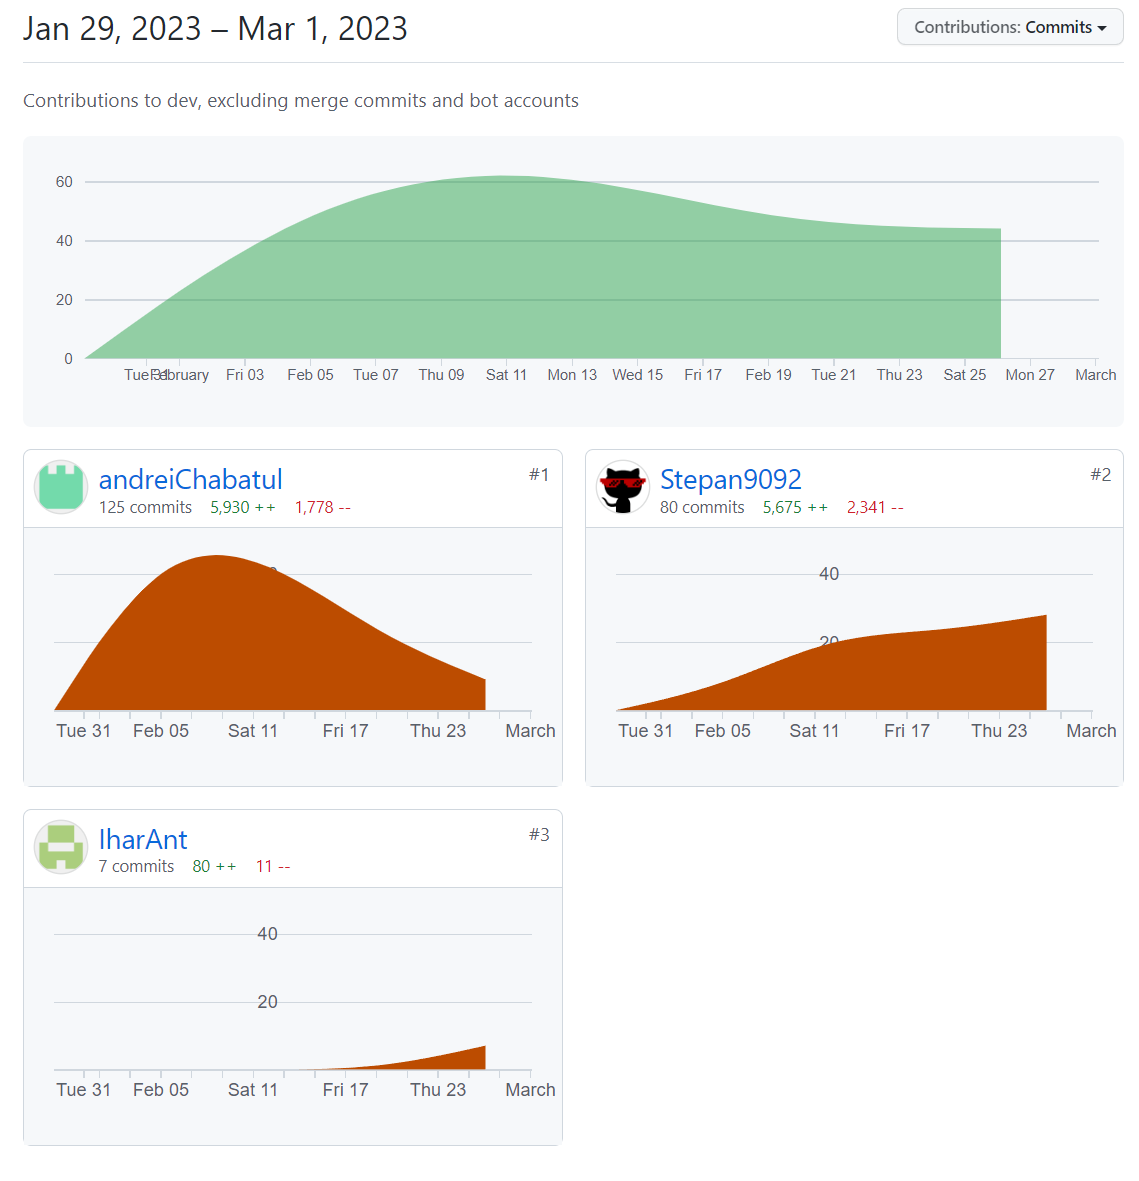 Jan 29, 2023 – Mar 1, 2023
Contributions: Commits
Contributions to dev, excluding merge commits and bot accounts
60
40
20
0
Tue 31 February Fri 03 Feb 05 Tue 07 Thu 09 Sat 11 Mon 13 Wed 15 Fri 17 Feb 19 Tue 21 Thu 23 Sat 25 Mon 27 March
andreiChabatul #1
125 commits 5,930 ++ 1,778 --
Tue 31 Feb 05 Sat 11 Fri 17 Thu 23 March
Stepan9092 #2
80 commits 5,675 ++ 2,341 --
40
20
Tue 31 Feb 05 Sat 11 Fri 17 Thu 23 March
IharAnt #3
7 commits 80 ++ 11 --
40
20
Tue 31 Feb 05 Sat 11 Fri 17 Thu 23 March